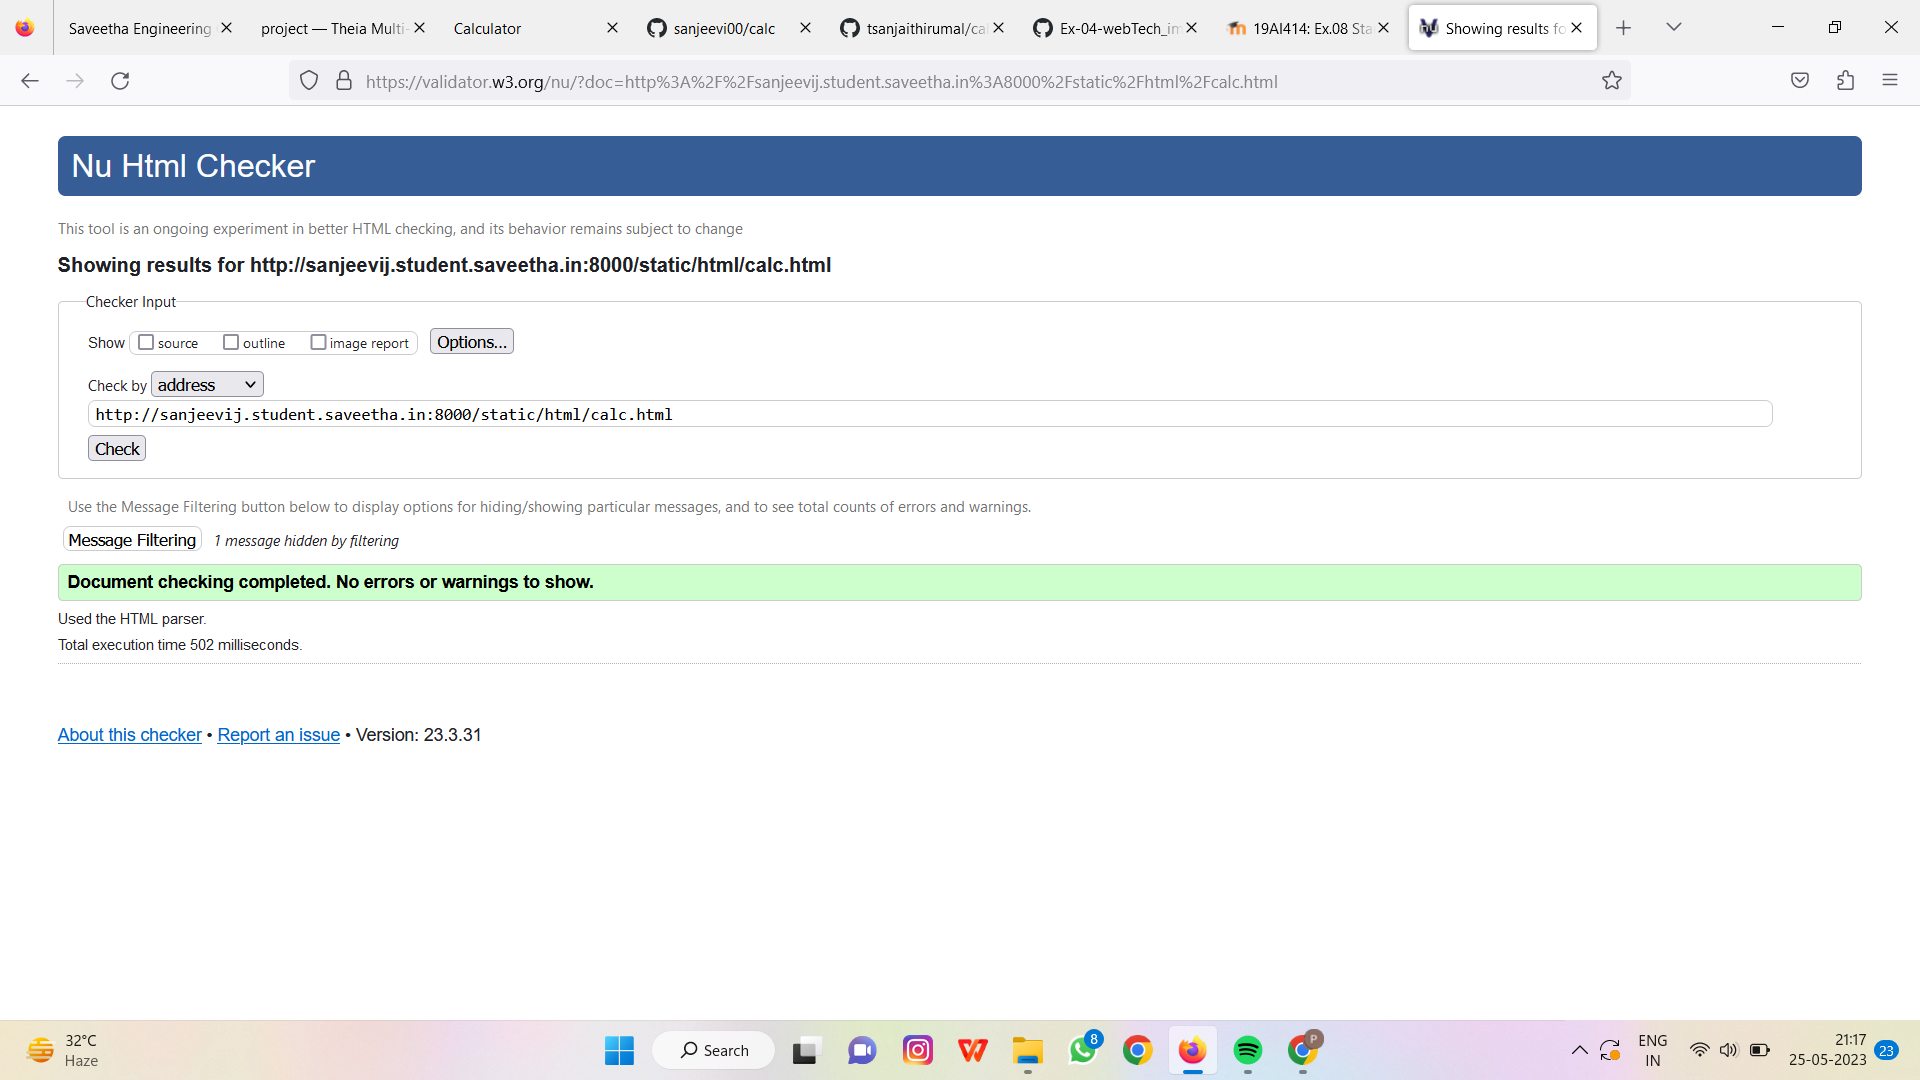 Saveetha Engineering
project — Theia Multi-
Calculator
sanjeevi00/calc
tsanjaithirumal/cal
Ex-04-webTech_im
19AI414: Ex.08 Sta
Showing results fo
https://validator.w3.org/nu/?doc=http%3A%2F%2Fsanjeevij.student.saveetha.in%3A8000%2Fstatic%2Fhtml%2Fcalc.html
Nu Html Checker
This tool is an ongoing experiment in better HTML checking, and its behavior remains subject to change
Showing results for http://sanjeevij.student.saveetha.in:8000/static/html/calc.html
Checker Input
Show source outline image report Options...
Check by address
http://sanjeevij.student.saveetha.in:8000/static/html/calc.html
Check
Use the Message Filtering button below to display options for hiding/showing particular messages, and to see total counts of errors and warnings.
Message Filtering 1 message hidden by filtering
Document checking completed. No errors or warnings to show.
Used the HTML parser.
Total execution time 502 milliseconds.
About this checker • Report an issue • Version: 23.3.31
32°C
Haze
Search
8
P
ENG
IN
21:17
25-05-2023
23